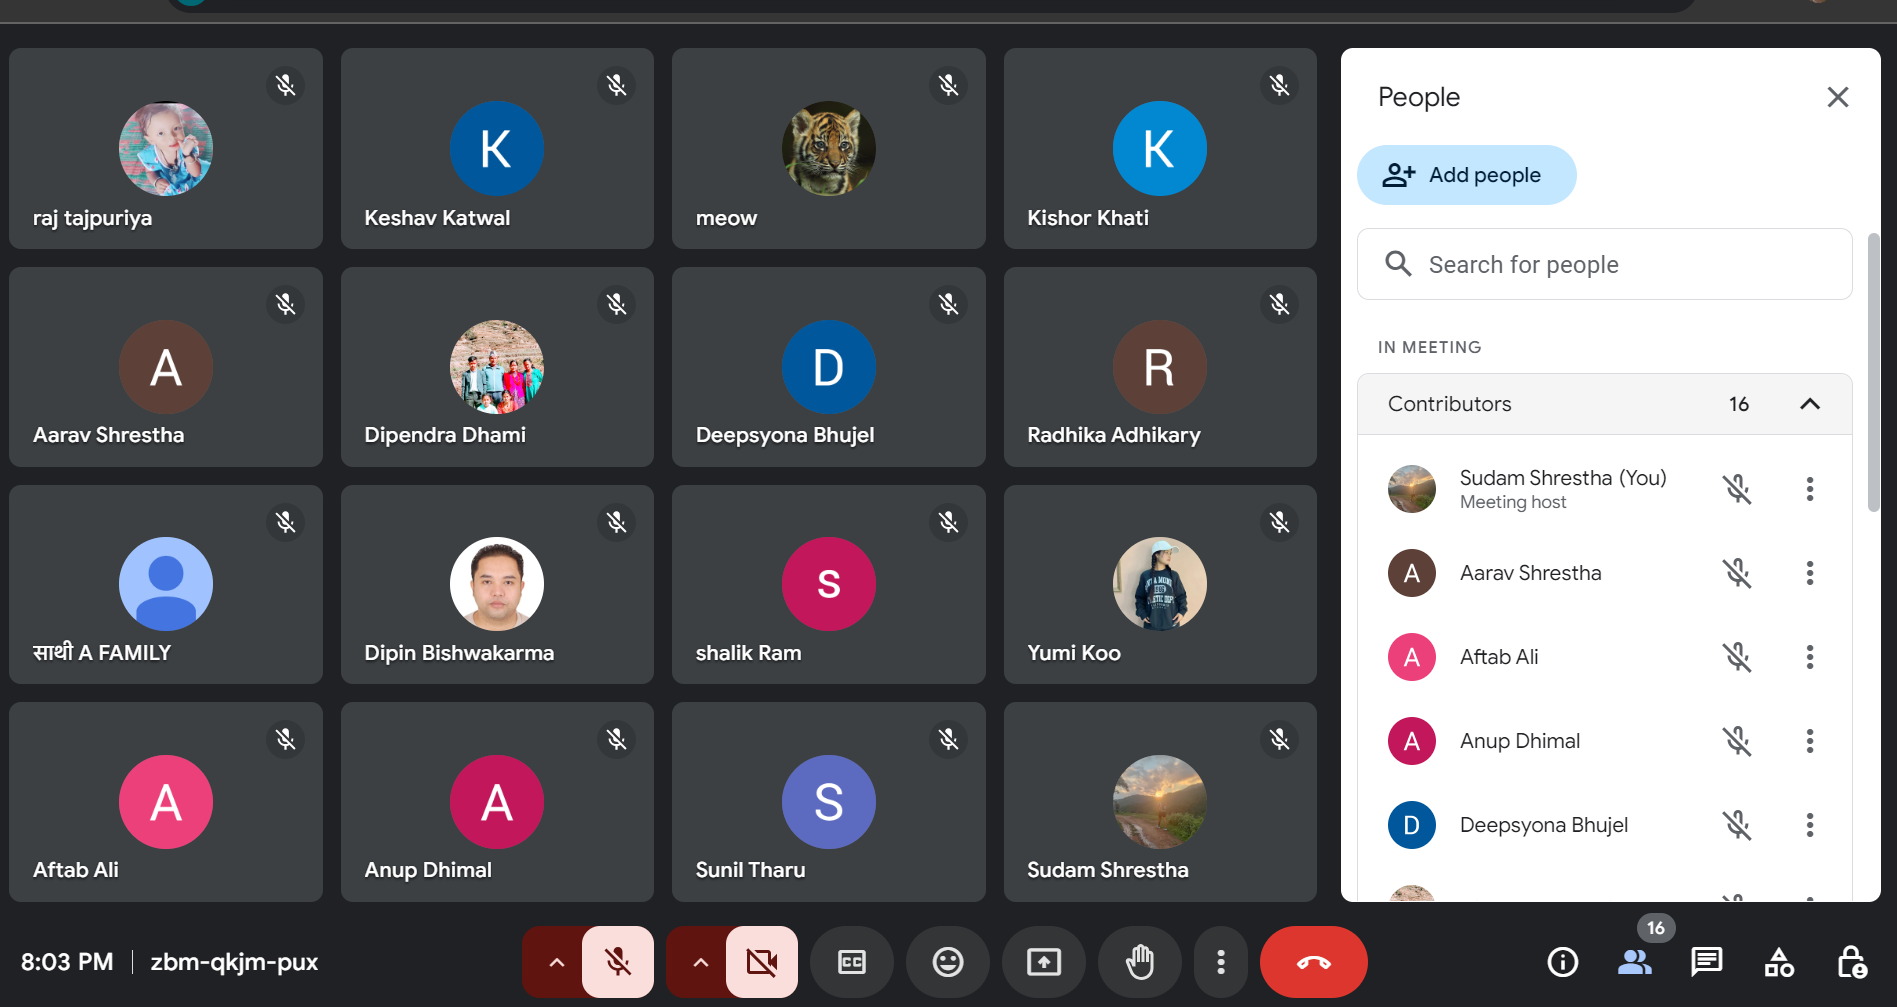 raj tajpuriya
K
Keshav Katwal
meow
K
Kishor Khati
A
Aarav Shrestha
Dipendra Dhami
D
Deepsyona Bhujel
R
Radhika Adhikary
साथी A FAMILY
Dipin Bishwakarma
s
shalik Ram
Yumi Koo
A
Aftab Ali
A
Anup Dhimal
S
Sunil Tharu
Sudam Shrestha
People
Add people
Search for people
IN MEETING
Contributors 16
Sudam Shrestha (You)
Meeting host
A Aarav Shrestha
A Aftab Ali
A Anup Dhimal
D Deepsyona Bhujel
8:03 PM | zbm-qkjm-pux
CC
16